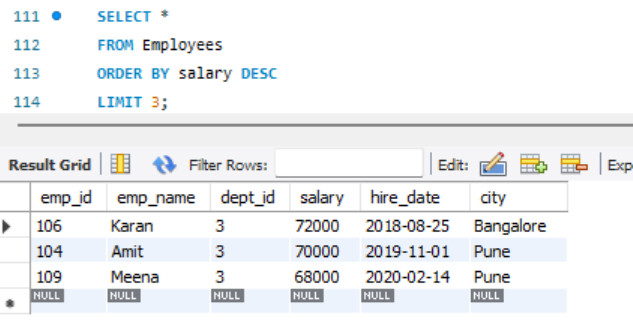 111 SELECT *
112 FROM Employees
113 ORDER BY salary DESC
114 LIMIT 3;
Result Grid Filter Rows: Edit: Exp
emp_id emp_name dept_id salary hire_date city
106 Karan 3 72000 2018-08-25 Bangalore
104 Amit 3 70000 2019-11-01 Pune
109 Meena 3 68000 2020-02-14 Pune
NULL NULL NULL NULL NULL NULL